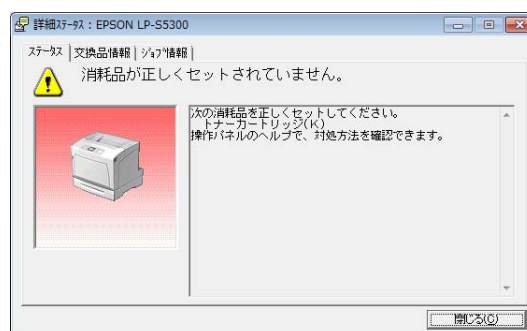 詳細ステータス：EPSON LP-S5300
ステータス 交換品情報 ジョブ情報
消耗品が正しくセットされていません。
次の消耗品を正しくセットしてください。
トナーカートリッジ(K)
操作パネルのヘルプで、対処方法を確認できます。
閉じる(C)